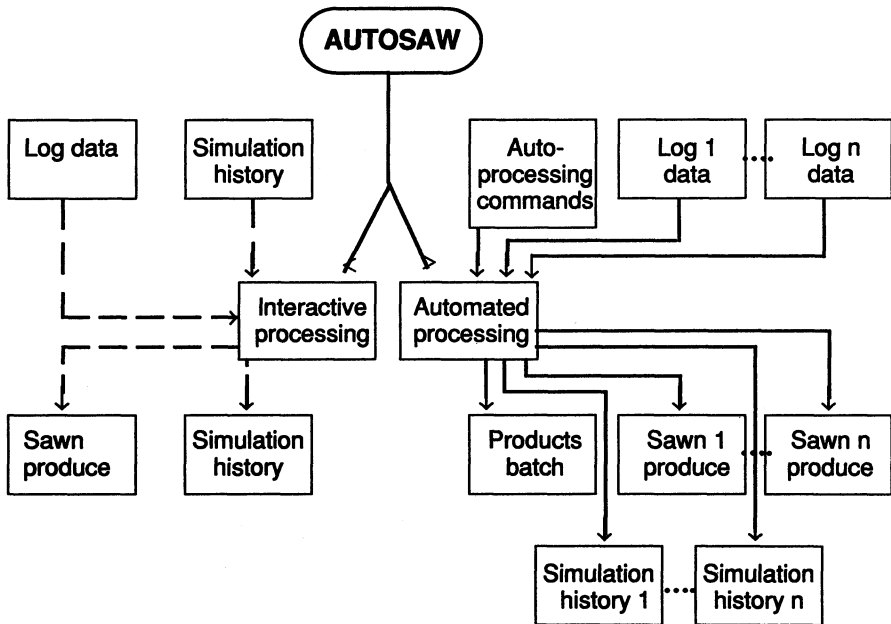 AUTOSAW
Log data
Simulation
history
Auto-
processing
commands
Log 1
data
Log n
data
Interactive
processing
Automated
processing
Sawn
produce
Simulation
history
Products
batch
Sawn 1
produce
Sawn n
produce
Simulation
history 1
Simulation
history n